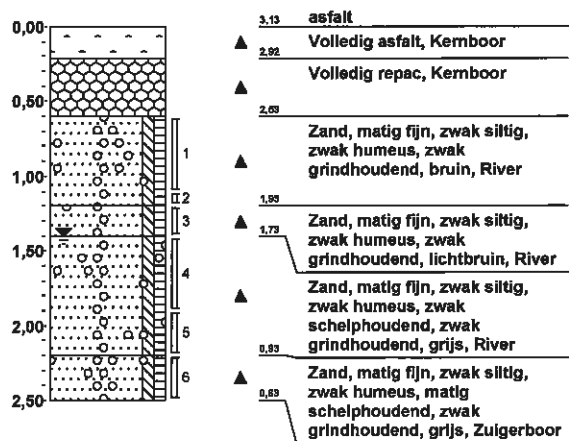 0,00
0,50
1,00
1,50
2,00
2,50
1
2
3
4
5
6
3,13 asfalt
Volledig asfalt, Kernboor
2,92
Volledig repac, Kernboor
2,63
Zand, matig fijn, zwak siltig,
zwak humeus, zwak
grindhoudend, bruin, River
1,93
Zand, matig fijn, zwak siltig,
1,73
zwak humeus, zwak
grindhoudend, lichtbruin, River
Zand, matig fijn, zwak siltig,
zwak humeus, zwak
schelphoudend, zwak
grindhoudend, grijs, River
0,93
Zand, matig fijn, zwak siltig,
zwak humeus, matig
0,63
schelphoudend, zwak
grindhoudend, grijs, Zuigerboor